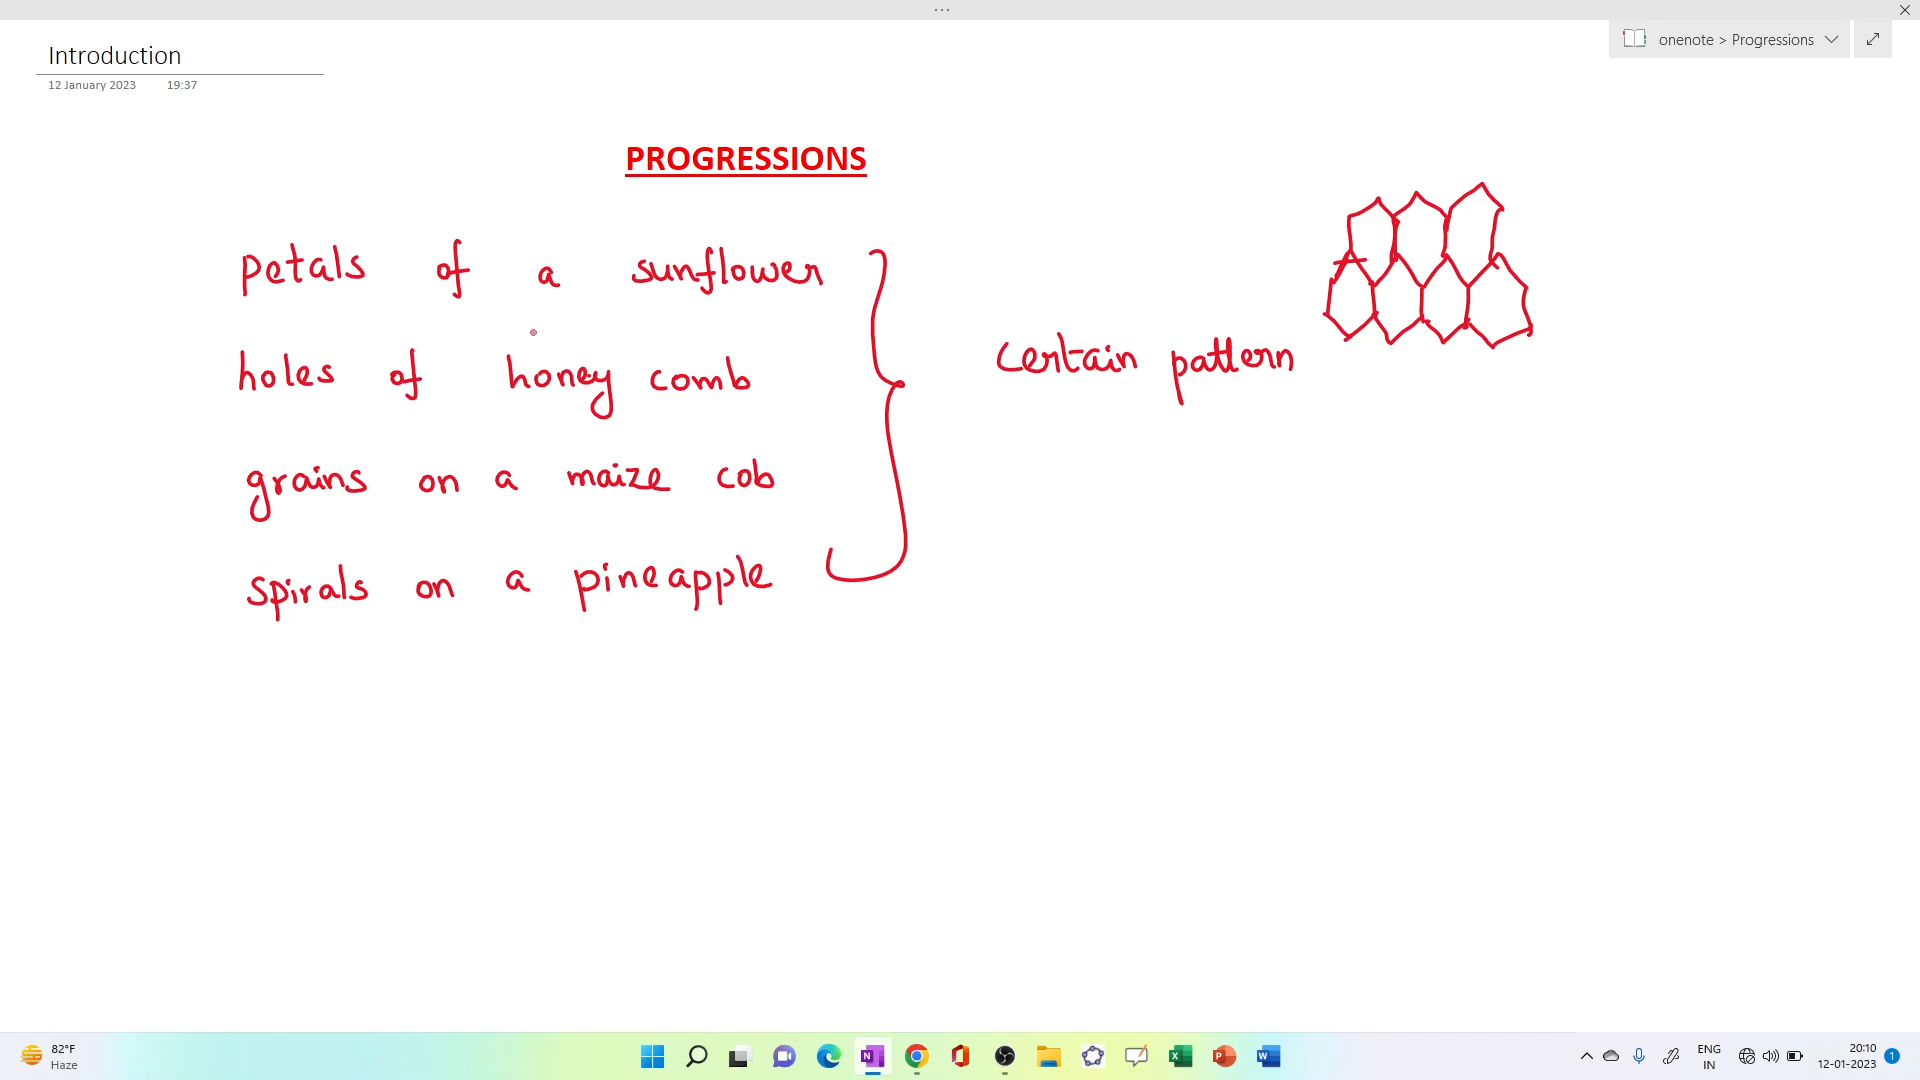 Introduction
12 January 2023 19:37
onenote > Progressions
PROGRESSIONS
petals of a sunflower
holes of honey comb
certain pattern
grains on a maize cob
spirals on a pineapple
82°F
Haze
ENG
IN
20:10
12-01-2023
1